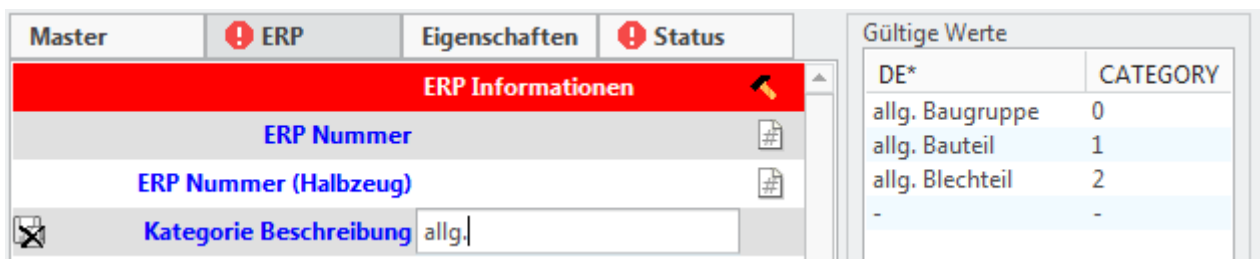 Master ERP Eigenschaften Status
ERP Informationen
ERP Nummer #
ERP Nummer (Halbzeug) #
Kategorie Beschreibung allg.
Gültige Werte
DE* CATEGORY
allg. Baugruppe 0
allg. Bauteil 1
allg. Blechteil 2
- -